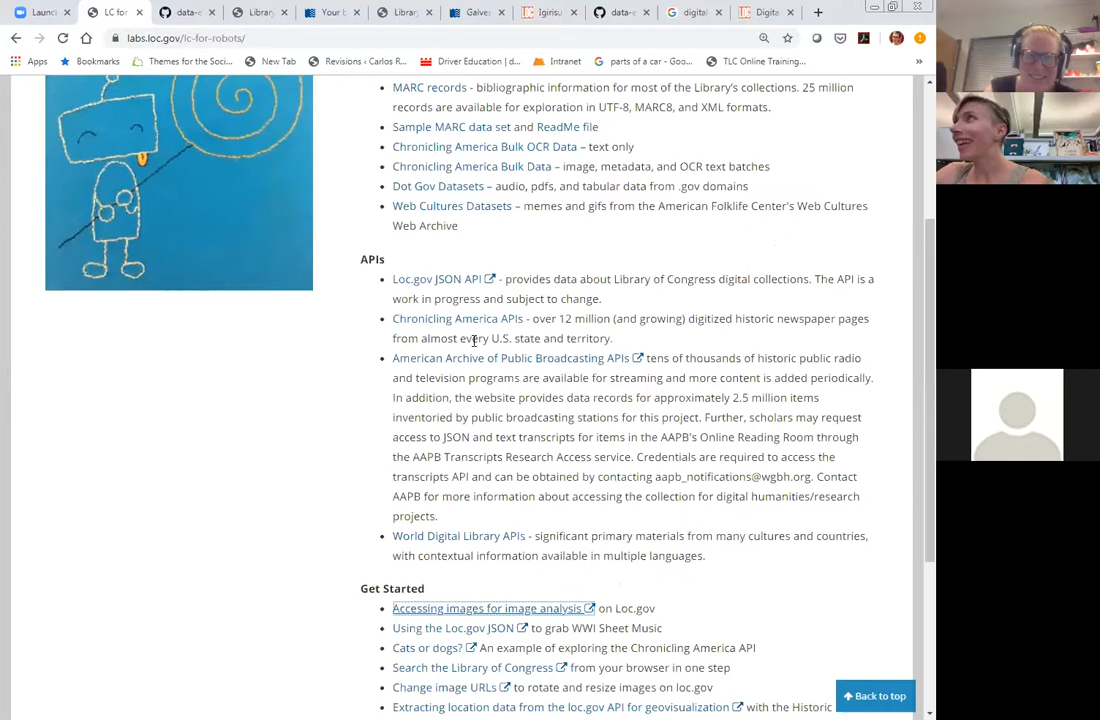 Launc
LC for
data-e
Library
Your b
Library
Galves
Igirisu
data-e
digital
Digita
labs.loc.gov/lc-for-robots/
Apps Bookmarks Themes for the Soci... New Tab Revisions ‹ Carlos R... Driver Education | d... Intranet parts of a car - Goo... TLC Online Training... »
MARC records - bibliographic information for most of the Library's collections. 25 million
records are available for exploration in UTF-8, MARC8, and XML formats.
Sample MARC data set and ReadMe file
Chronicling America Bulk OCR Data – text only
Chronicling America Bulk Data – image, metadata, and OCR text batches
Dot Gov Datasets – audio, pdfs, and tabular data from .gov domains
Web Cultures Datasets – memes and gifs from the American Folklife Center's Web Cultures
Web Archive
APIs
Loc.gov JSON API - provides data about Library of Congress digital collections. The API is a
work in progress and subject to change.
Chronicling America APIs - over 12 million (and growing) digitized historic newspaper pages
from almost every U.S. state and territory.
American Archive of Public Broadcasting APIs tens of thousands of historic public radio
and television programs are available for streaming and more content is added periodically.
In addition, the website provides data records for approximately 2.5 million items
inventoried by public broadcasting stations for this project. Further, scholars may request
access to JSON and text transcripts for items in the AAPB's Online Reading Room through
the AAPB Transcripts Research Access service. Credentials are required to access the
transcripts API and can be obtained by contacting aapb_notifications@wgbh.org. Contact
AAPB for more information about accessing the collection for digital humanities/research
projects.
World Digital Library APIs - significant primary materials from many cultures and countries,
with contextual information available in multiple languages.
Get Started
Accessing images for image analysis on Loc.gov
Using the Loc.gov JSON to grab WWI Sheet Music
Cats or dogs? An example of exploring the Chronicling America API
Search the Library of Congress from your browser in one step
Change image URLs to rotate and resize images on loc.gov
Extracting location data from the loc.gov API for geovisualization with the Historic
Back to top